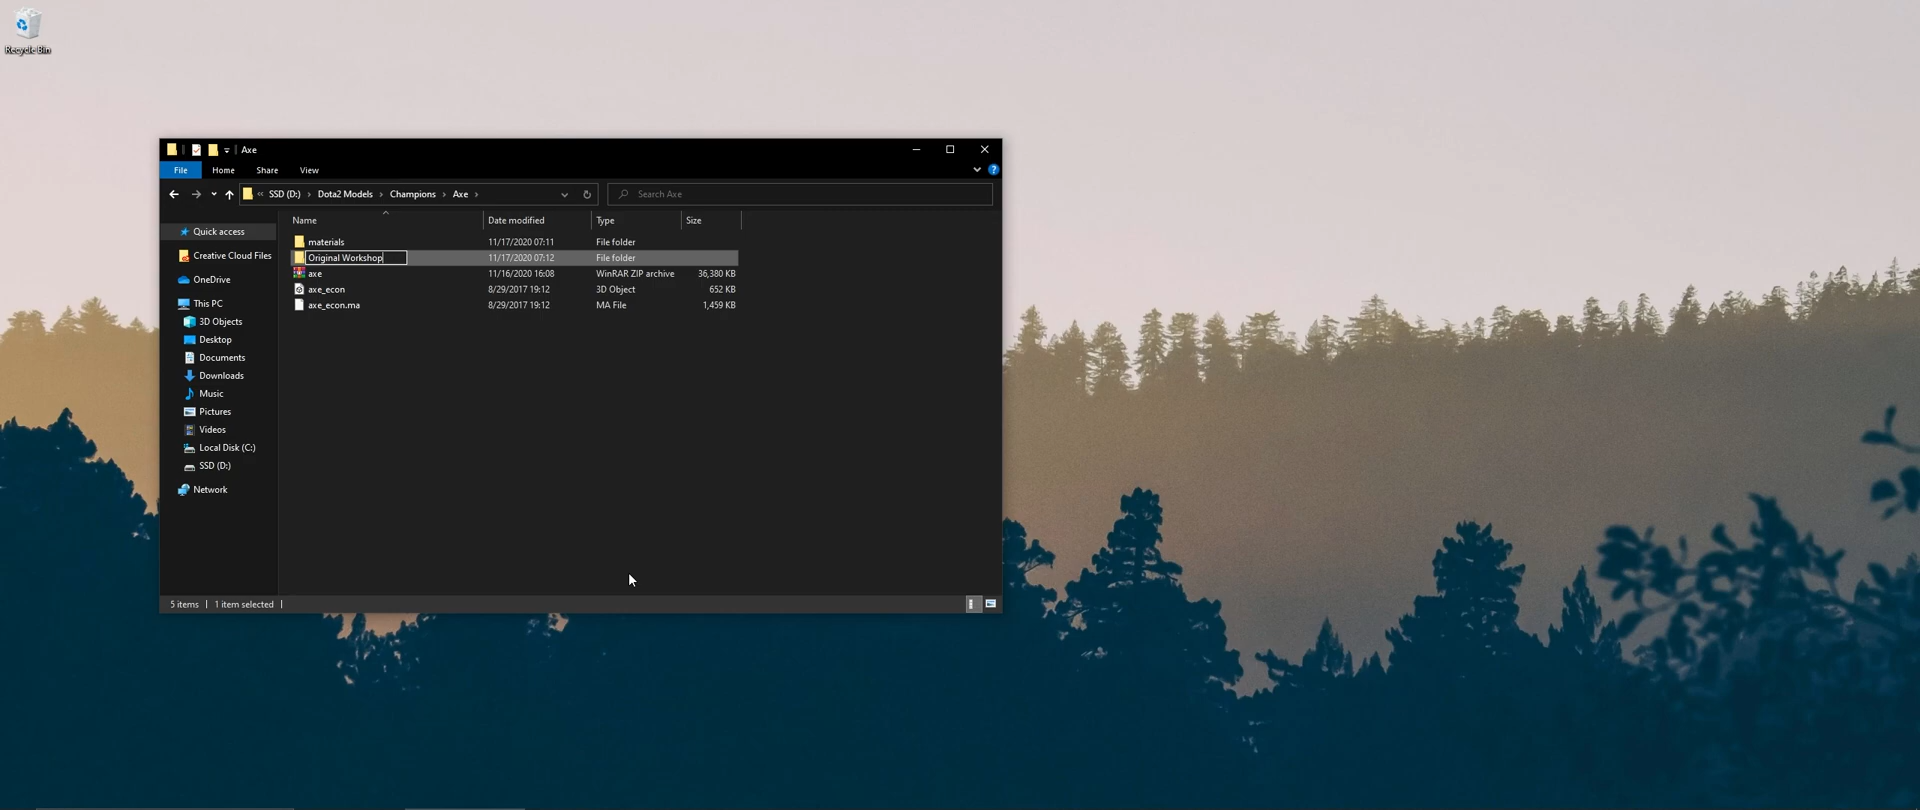 Recycle Bin
Axe
File Home Share View
« SSD (D:) › Dota2 Models › Champions › Axe ›
Search Axe
Name Date modified Type Size
Quick access
Creative Cloud Files
OneDrive
This PC
3D Objects
Desktop
Documents
Downloads
Music
Pictures
Videos
Local Disk (C:)
SSD (D:)
Network
materials 11/17/2020 07:11 File folder
Original Workshop 11/17/2020 07:12 File folder
axe 11/16/2020 16:08 WinRAR ZIP archive 36,380 KB
axe_econ 8/29/2017 19:12 3D Object 652 KB
axe_econ.ma 8/29/2017 19:12 MA File 1,459 KB
5 items 1 item selected